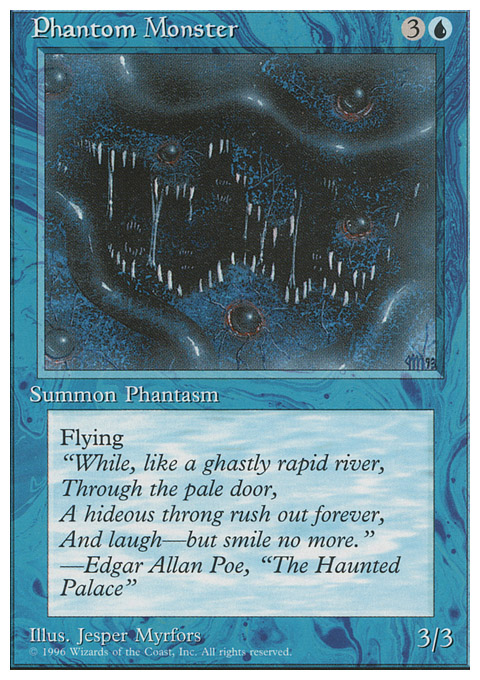 Phantom Monster 3
Summon Phantasm
Flying
“While, like a ghastly rapid river,
Through the pale door,
A hideous throng rush out forever,
And laugh—but smile no more.”
—Edgar Allan Poe, “The Haunted
Palace”
Illus. Jesper Myrfors
3/3
© 1996 Wizards of the Coast, Inc. All rights reserved.